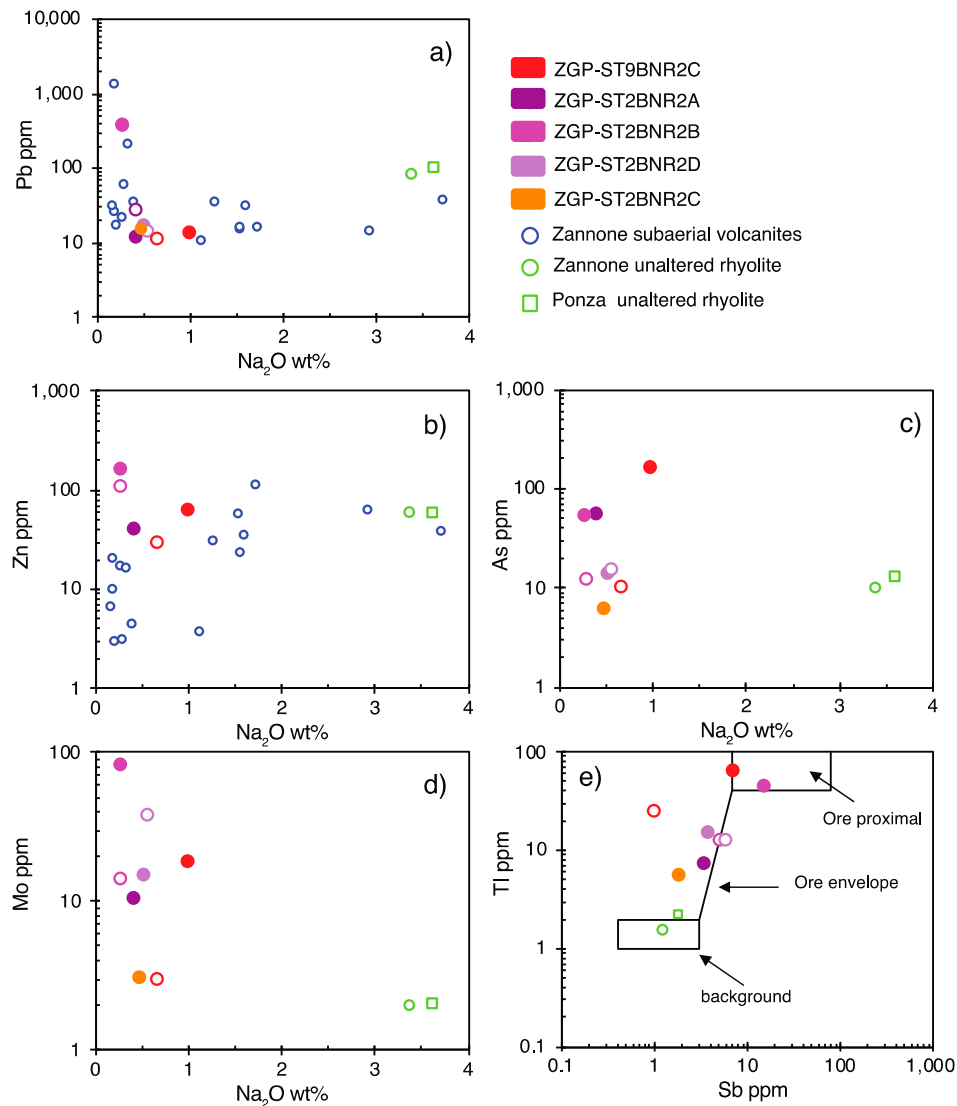 10,000
1,000
100
10
1
Pb ppm
a)
0 1 2 3 4
Na₂O wt%
ZGP-ST9BNR2C
ZGP-ST2BNR2A
ZGP-ST2BNR2B
ZGP-ST2BNR2D
ZGP-ST2BNR2C
Zannone subaerial volcanites
Zannone unaltered rhyolite
Ponza unaltered rhyolite
1,000
100
10
1
Zn ppm
b)
0 1 2 3 4
Na₂O wt%
1,000
100
10
1
As ppm
c)
0 1 2 3 4
Na₂O wt%
100
10
1
Mo ppm
d)
0 1 2 3 4
Na₂O wt%
100
10
1
0.1
Tl ppm
e)
Ore proximal
Ore envelope
background
0.1 1 10 100 1,000
Sb ppm